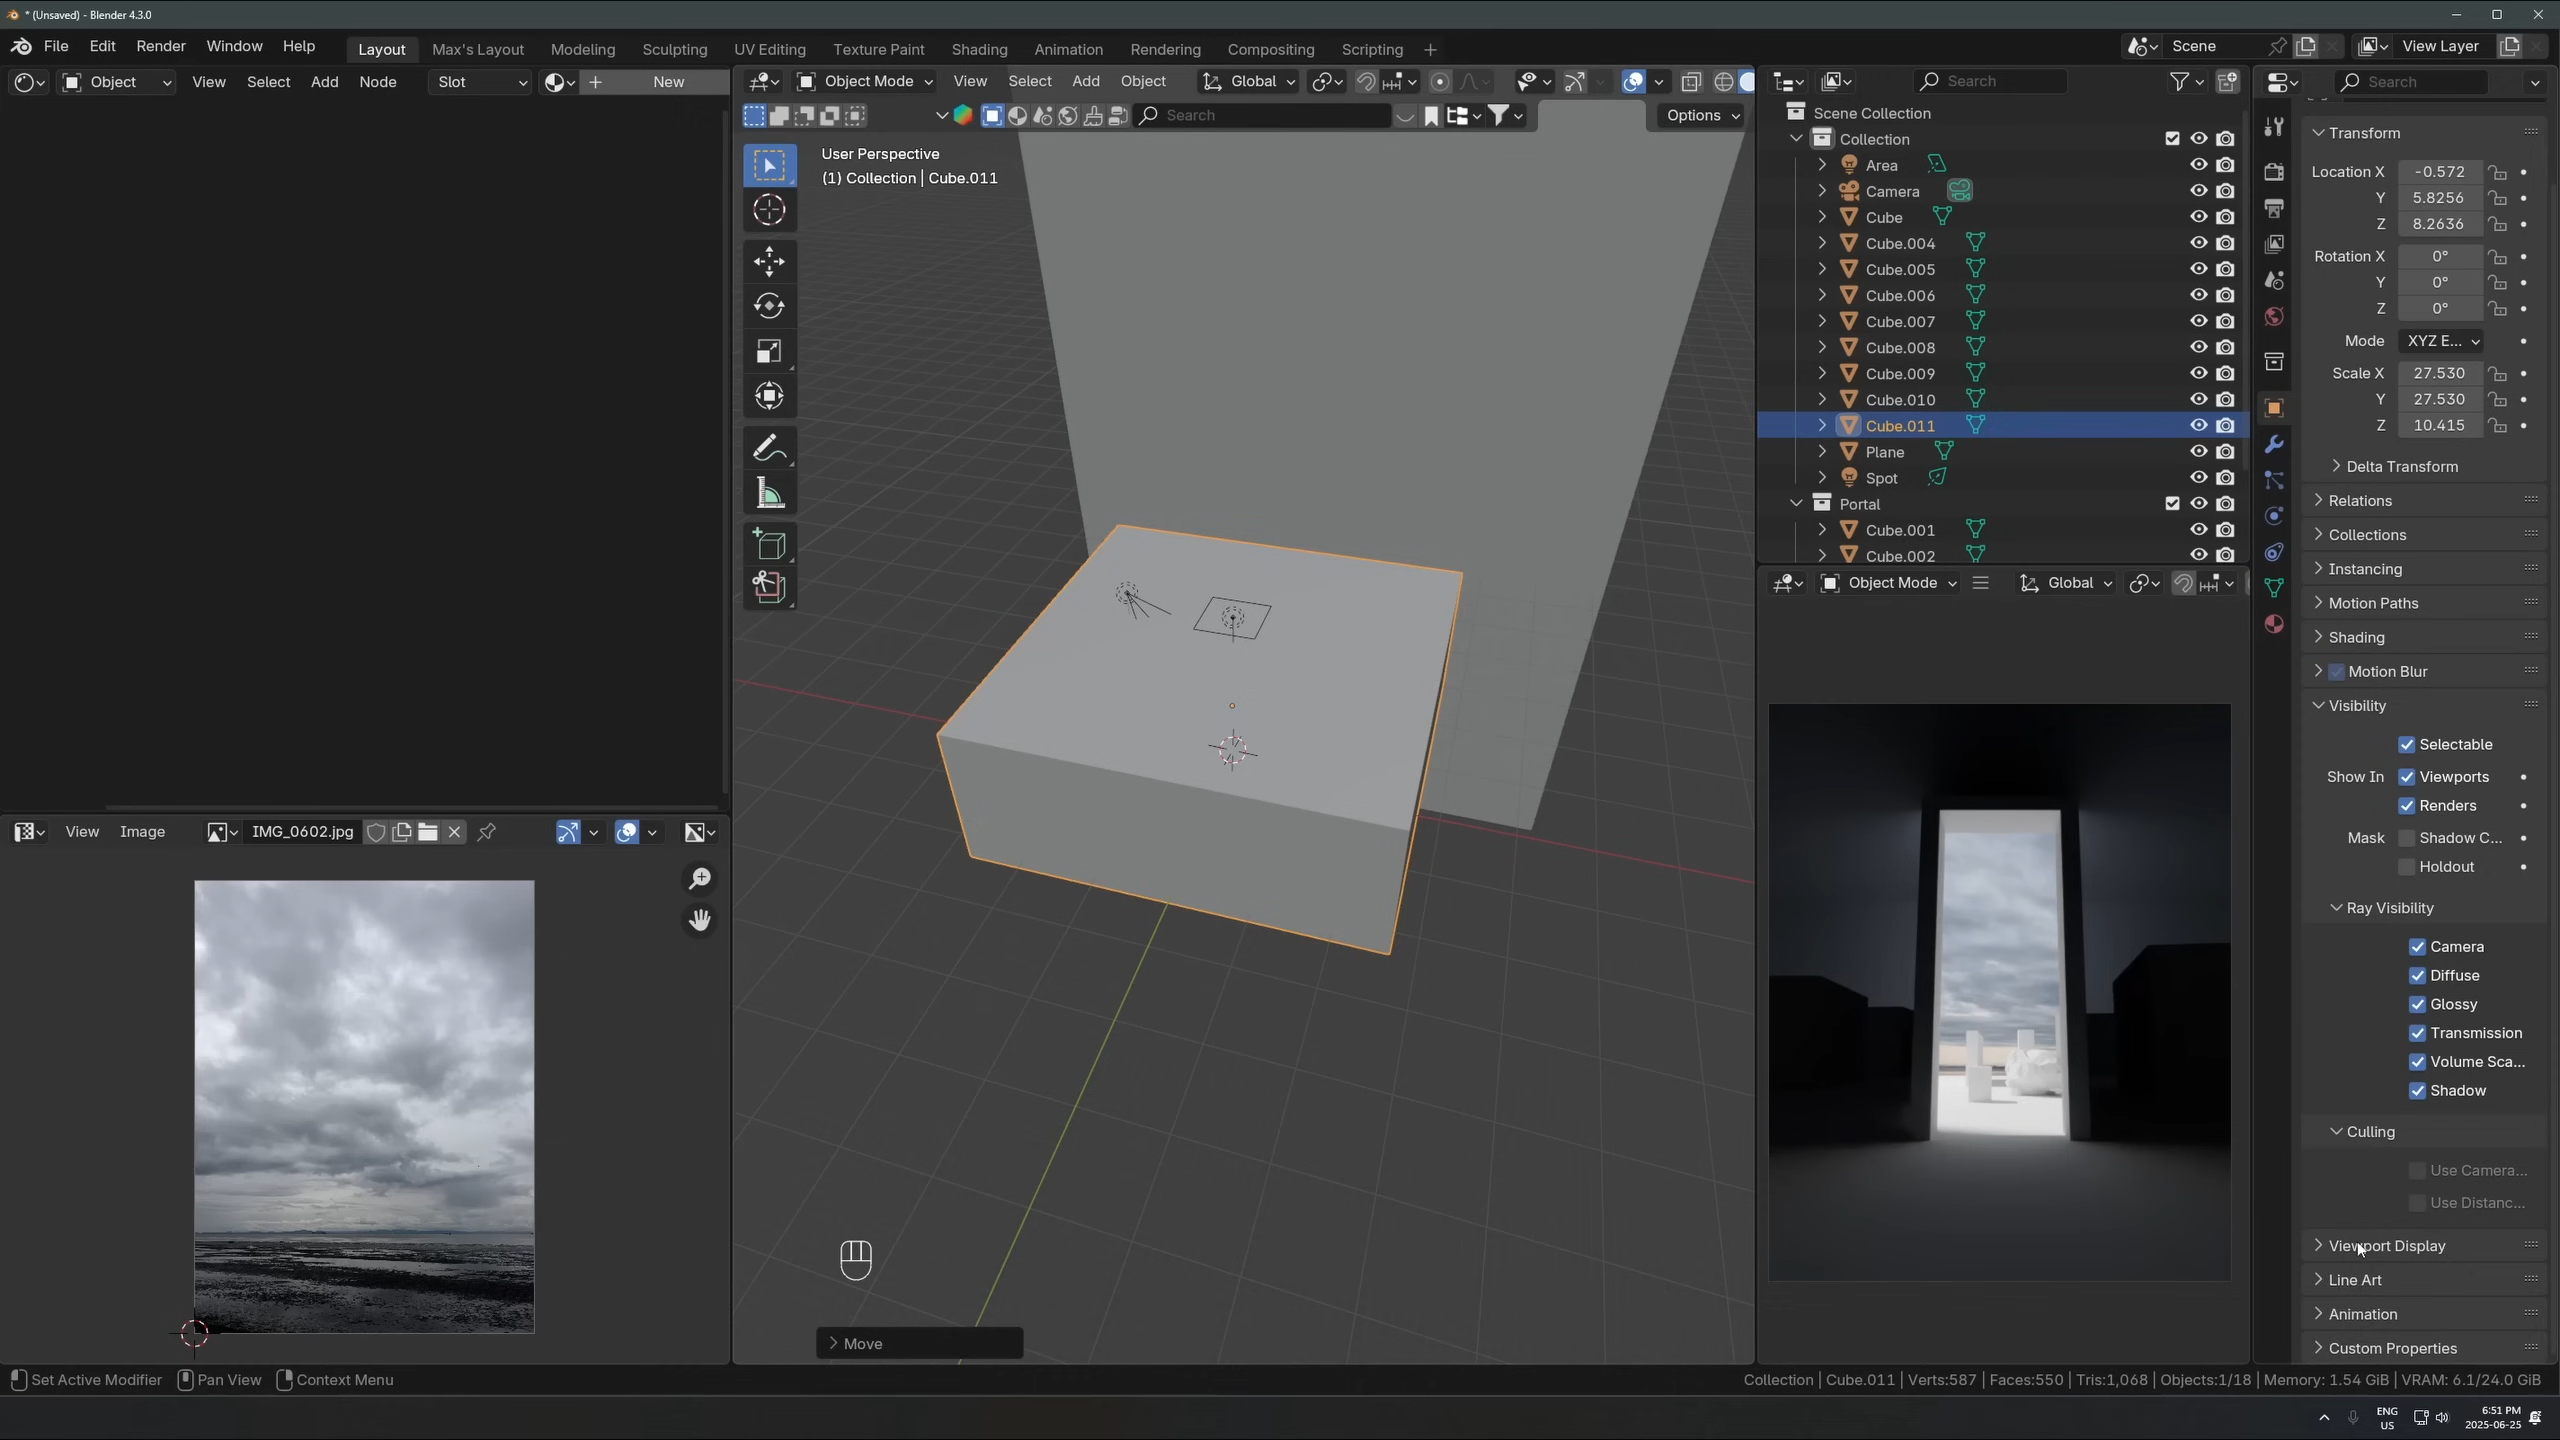 * (Unsaved) - Blender 4.3.0
File Edit Render Window Help
Layout Max's Layout Modeling Sculpting UV Editing Texture Paint Shading Animation Rendering Compositing Scripting +
Scene
View Layer
Object View Select Add Node Slot New
Object Mode View Select Add Object Global
Search
Options
User Perspective
(1) Collection | Cube.011
Move
View Image IMG_0602.jpg
Search
Scene Collection
Collection
Area
Camera
Cube
Cube.004
Cube.005
Cube.006
Cube.007
Cube.008
Cube.009
Cube.010
Cube.011
Plane
Spot
Portal
Cube.001
Cube.002
Object Mode Global
Search
Transform
Location X -0.572
Y 5.8256
Z 8.2636
Rotation X 0°
Y 0°
Z 0°
Mode XYZ E...
Scale X 27.530
Y 27.530
Z 10.415
Delta Transform
Relations
Collections
Instancing
Motion Paths
Shading
Motion Blur
Visibility
Selectable
Show In Viewports
Renders
Mask Shadow C...
Holdout
Ray Visibility
Camera
Diffuse
Glossy
Transmission
Volume Sca...
Shadow
Culling
Use Camera...
Use Distanc...
Viewport Display
Line Art
Animation
Custom Properties
Set Active Modifier Pan View Context Menu
Collection | Cube.011 | Verts:587 | Faces:550 | Tris:1,068 | Objects:1/18 | Memory: 1.54 GiB | VRAM: 6.1/24.0 GiB
ENG
US
6:51 PM
2025-06-25